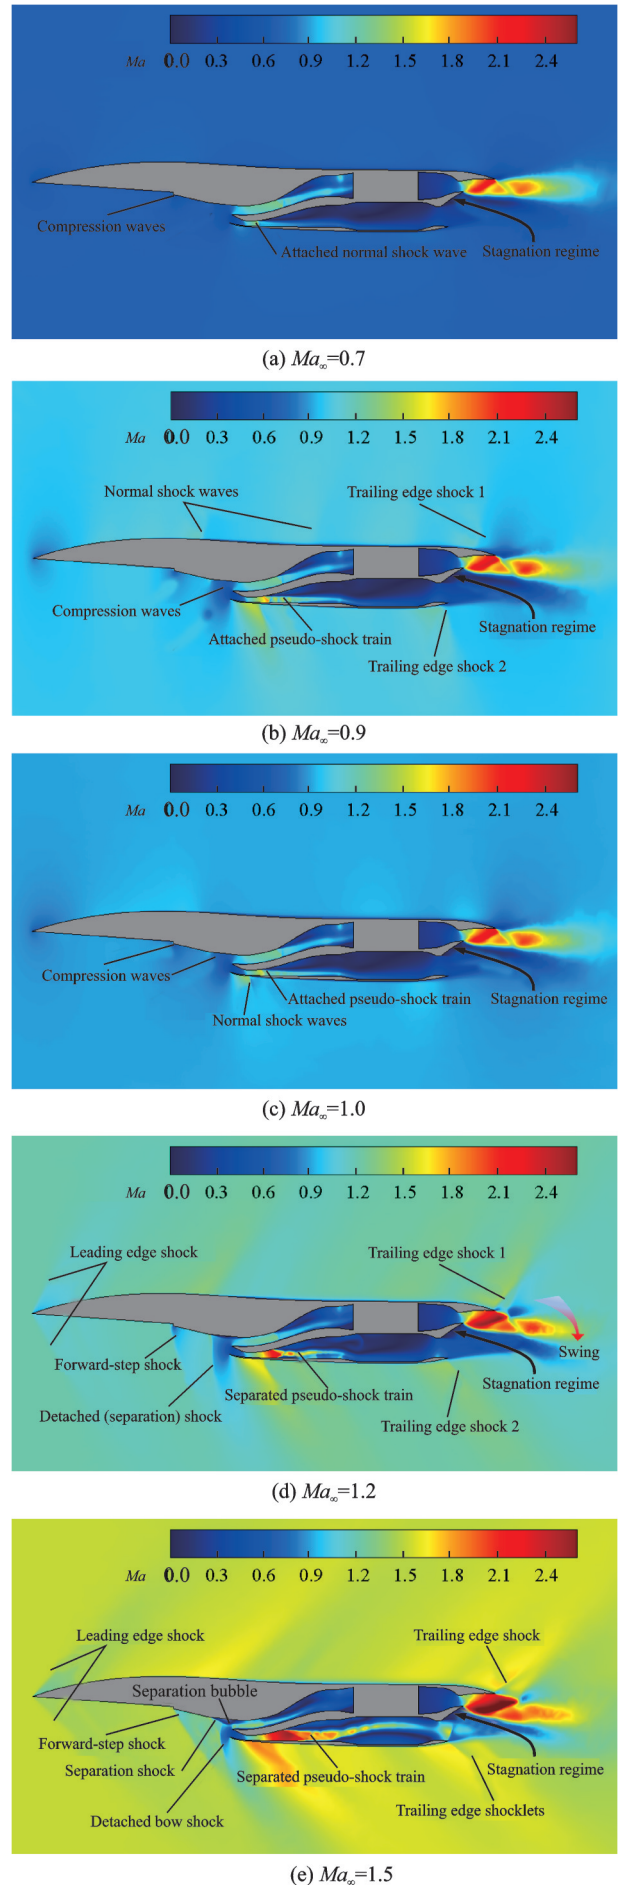 Ma 0.0 0.3 0.6 0.9 1.2 1.5 1.8 2.1 2.4
Compression waves
Attached normal shock wave
Stagnation regime
(a) Ma∞=0.7
Ma 0.0 0.3 0.6 0.9 1.2 1.5 1.8 2.1 2.4
Normal shock waves
Trailing edge shock 1
Compression waves
Attached pseudo-shock train
Stagnation regime
Trailing edge shock 2
(b) Ma∞=0.9
Ma 0.0 0.3 0.6 0.9 1.2 1.5 1.8 2.1 2.4
Compression waves
Attached pseudo-shock train
Stagnation regime
Normal shock waves
(c) Ma∞=1.0
Ma 0.0 0.3 0.6 0.9 1.2 1.5 1.8 2.1 2.4
Leading edge shock
Trailing edge shock 1
Forward-step shock
Swing
Stagnation regime
Separated pseudo-shock train
Detached (separation) shock
Trailing edge shock 2
(d) Ma∞=1.2
Ma 0.0 0.3 0.6 0.9 1.2 1.5 1.8 2.1 2.4
Leading edge shock
Trailing edge shock
Separation bubble
Forward-step shock
Separation shock
Separated pseudo-shock train
Stagnation regime
Detached bow shock
Trailing edge shocklets
(e) Ma∞=1.5